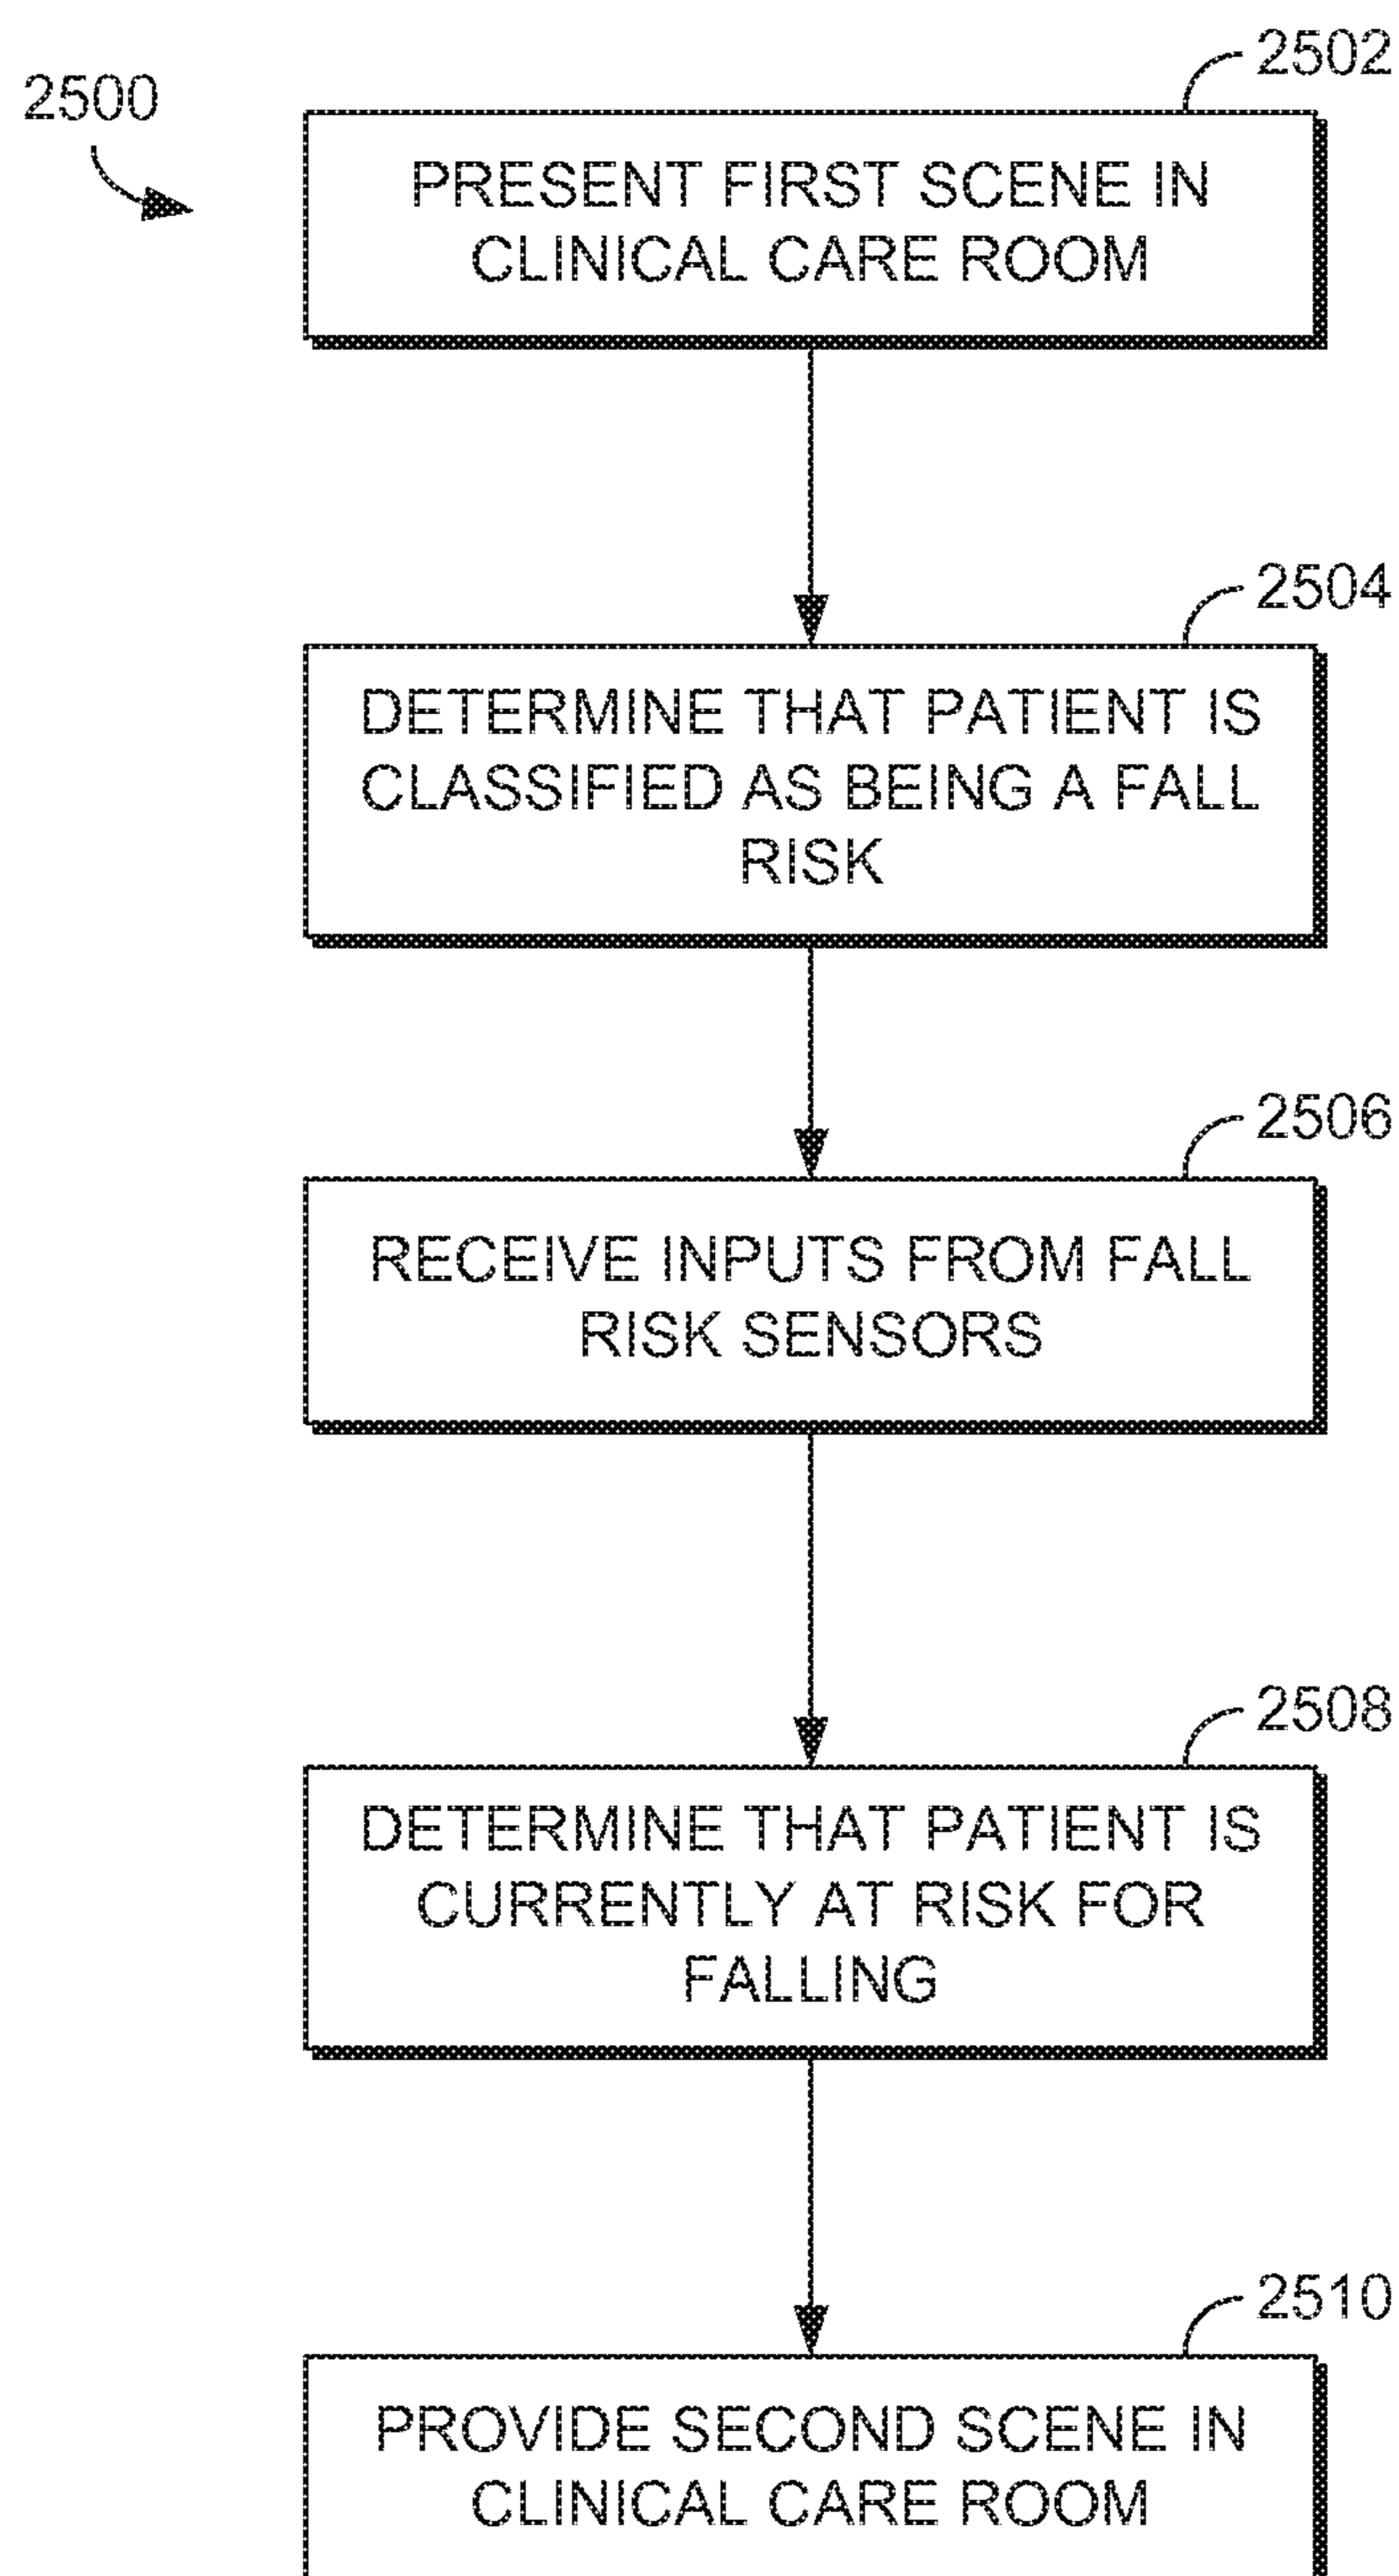 2500
2502
PRESENT FIRST SCENE IN
CLINICAL CARE ROOM
2504
DETERMINE THAT PATIENT IS
CLASSIFIED AS BEING A FALL
RISK
2506
RECEIVE INPUTS FROM FALL
RISK SENSORS
2508
DETERMINE THAT PATIENT IS
CURRENTLY AT RISK FOR
FALLING
2510
PROVIDE SECOND SCENE IN
CLINICAL CARE ROOM